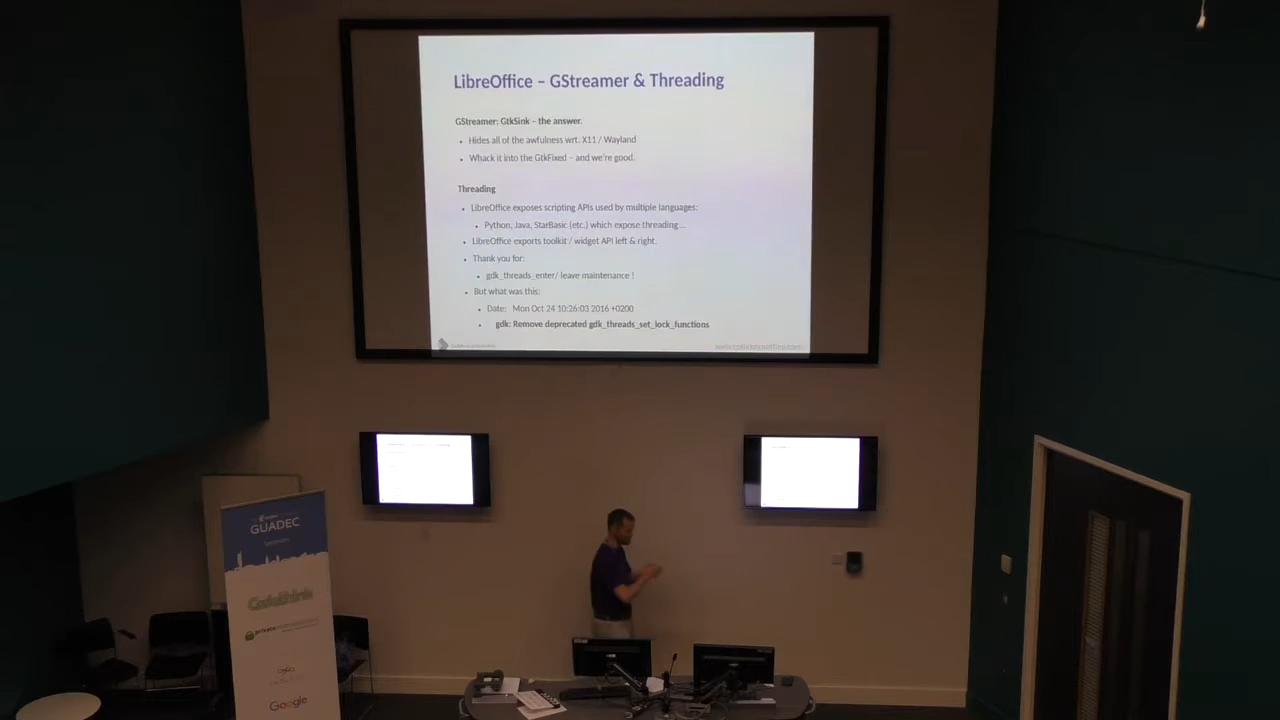 LibreOffice – GStreamer & Threading
GStreamer: GtkSink – the answer.
• Hides all of the awfulness wrt. X11 / Wayland
• Whack it into the GtkFixed – and we're good.
Threading
• LibreOffice exposes scripting APIs used by multiple languages:
• Python, Java, StarBasic (etc.) which expose threading ...
• LibreOffice exports toolkit / widget API left & right.
• Thank you for:
• gdk_threads_enter/ leave maintenance !
• But what was this:
• Date: Mon Oct 24 10:26:03 2016 +0200
• gdk: Remove deprecated gdk_threads_set_lock_functions
GUADEC
Codethink
Google